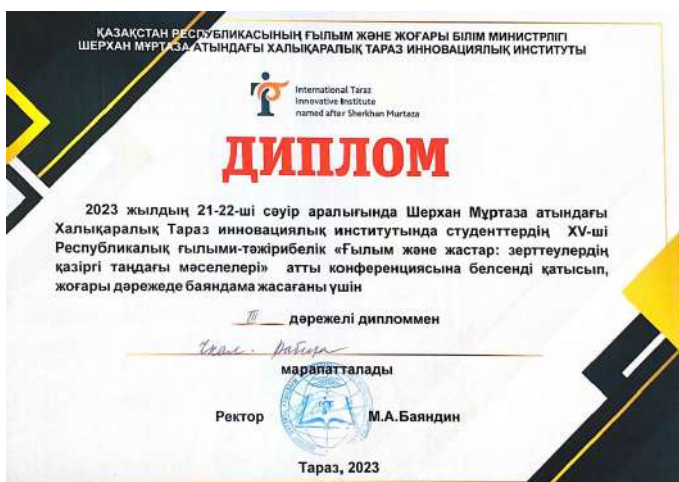 ҚАЗАҚСТАН РЕСПУБЛИКАСЫНЫҢ ҒЫЛЫМ ЖӘНЕ ЖОҒАРЫ БІЛІМ МИНИСТРЛІГІ
ШЕРХАН МҰРТАЗА АТЫНДАҒЫ ХАЛЫҚАРАЛЫҚ ТАРАЗ ИННОВАЦИЯЛЫҚ ИНСТИТУТЫ
International Taraz
Innovative Institute
named after Sherkhan Murtaza
ДИПЛОМ
2023 жылдың 21-22-ші сәуір аралығында Шерхан Мұртаза атындағы
Халықаралық Тараз инновациялық институтында студенттердің XV-ші
Республикалық ғылыми-тәжірибелік «Ғылым және жастар: зерттеулердің
қазіргі таңдағы мәселелері» атты конференциясына белсенді қатысып,
жоғары дәрежеде баяндама жасағаны үшін
III дәрежелі дипломмен
Рабиға
марапатталады
Ректор М.А.Баяндин
Тараз, 2023